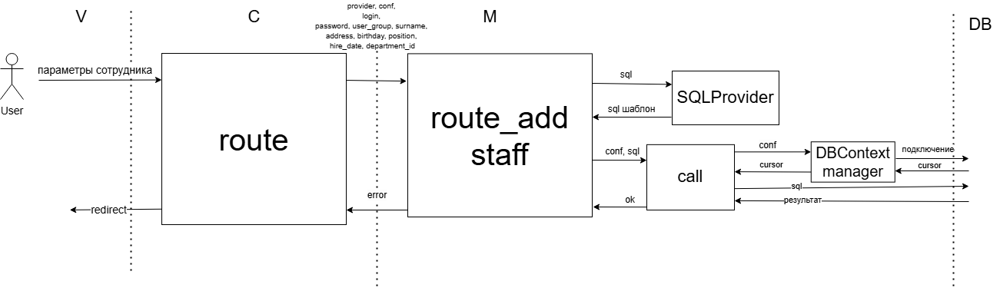 V
C
provider, conf,
login,
password, user_group, surname,
address, birthday, position,
hire_date, department_id
M
DB
User
параметры сотрудника
route
redirect
error
route_add
staff
sql
SQLProvider
sql шаблон
conf, sql
call
ok
conf
cursor
DBContext
manager
подключение
cursor
sql
результат